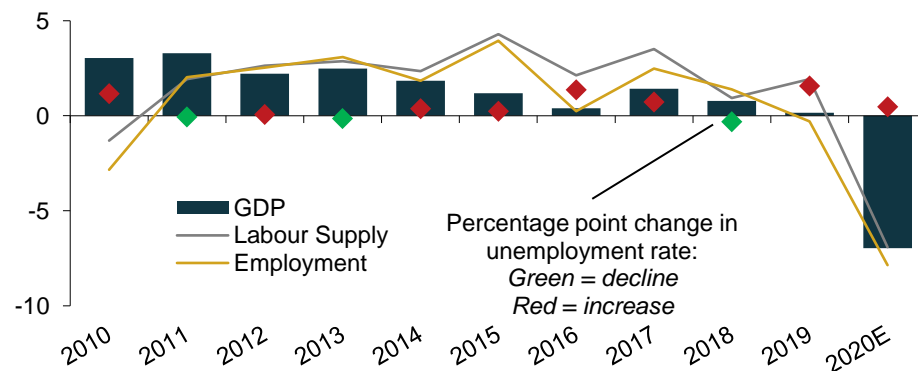 5
0
-5
-10
GDP
Labour Supply
Employment
Percentage point change in
unemployment rate:
Green = decline
Red = increase
2010
2011
2012
2013
2014
2015
2016
2017
2018
2019
2020E